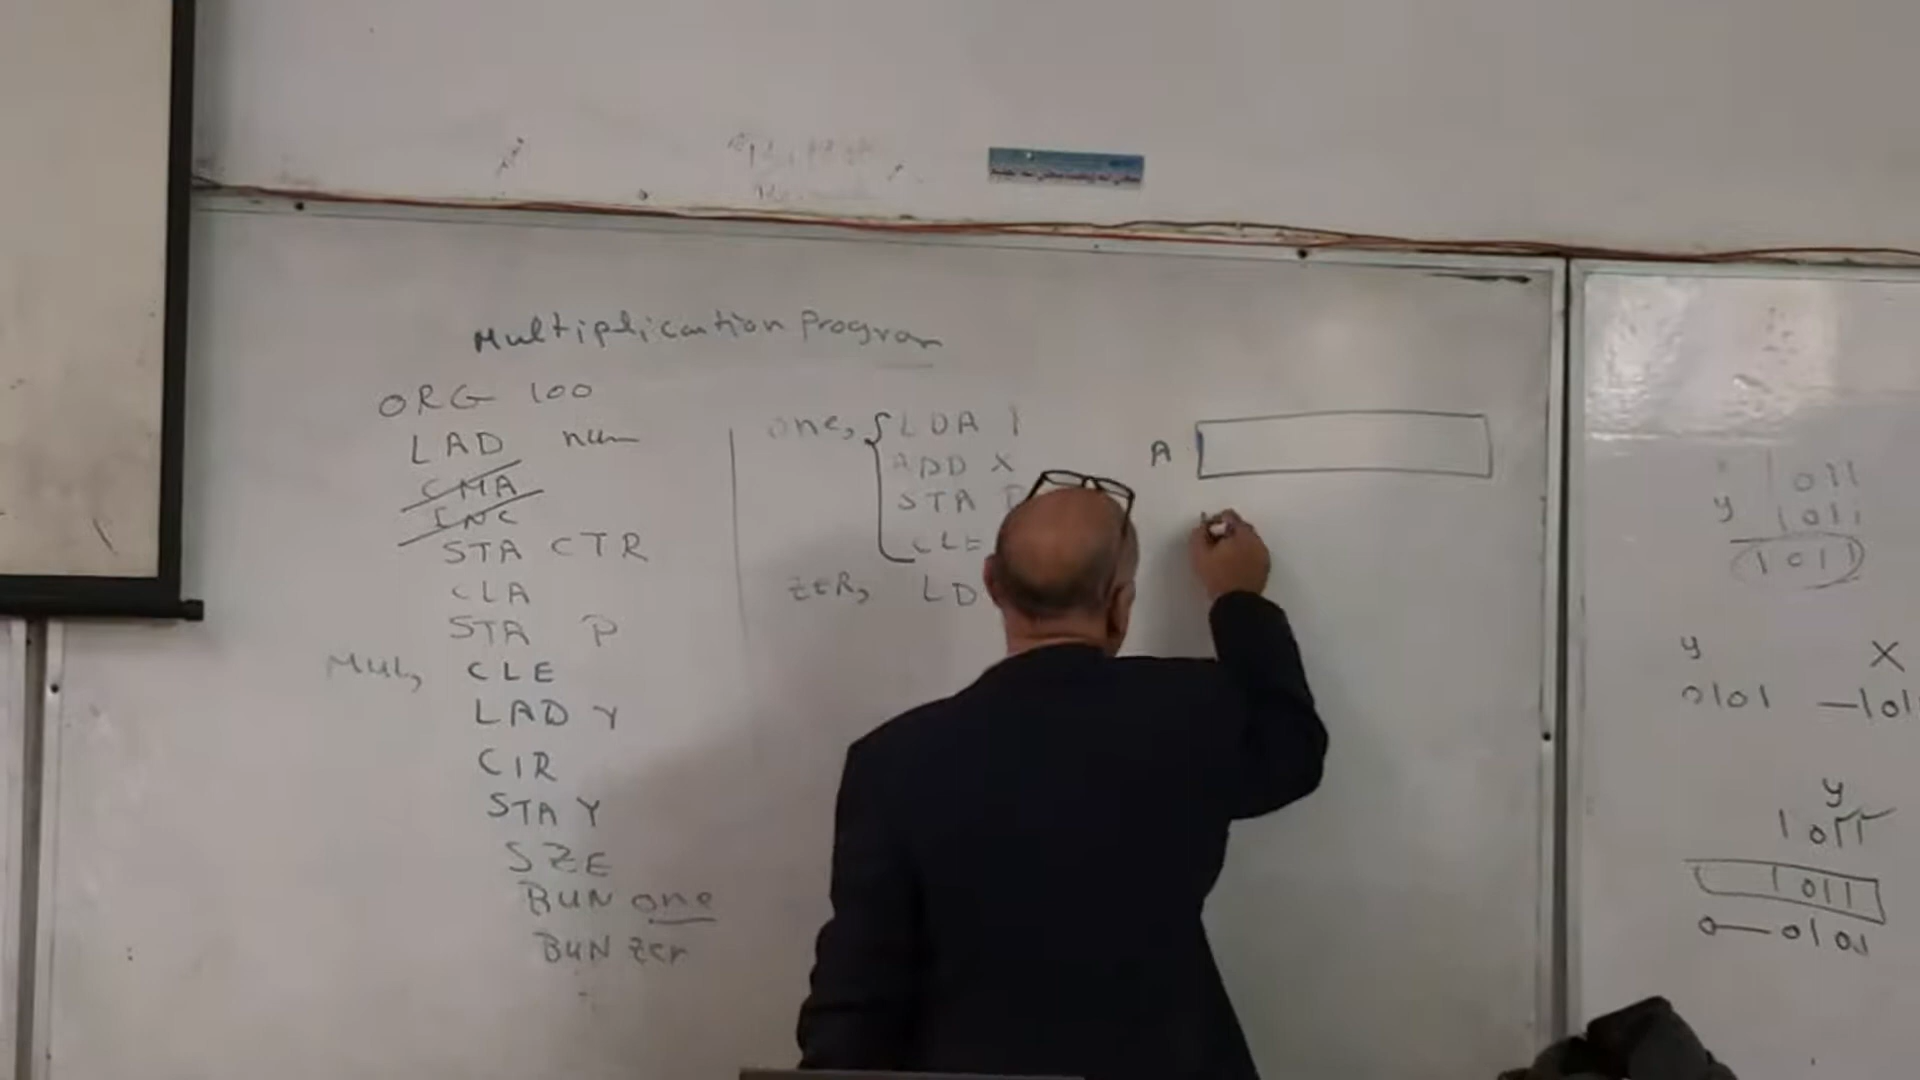 Multiplication Program
ORG 100
LAD num
CMA
INC
STA CTR
CLA
STA P
Mul, CLE
LAD Y
CIR
STA Y
SZE
BUN one
BUN zer
one, LDA
ADD X
STA
CLE
ZER, LD
A
1011
y 1011
1011
y X
0101
y
1011
1011
0101